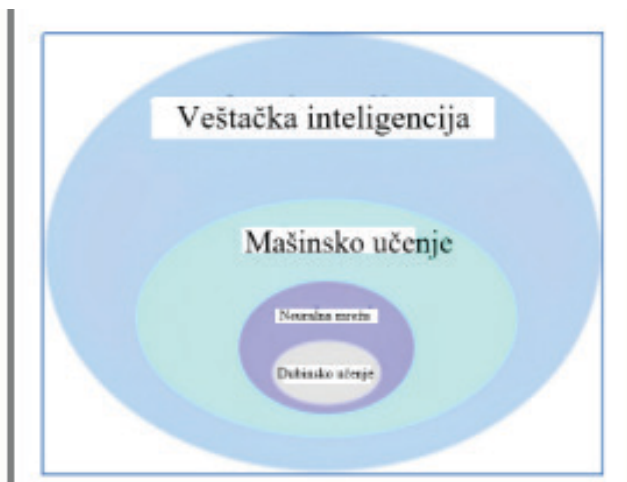 Veštačka inteligencija
Mašinsko učenje
Neuralna mreža
Dubinsko učenje